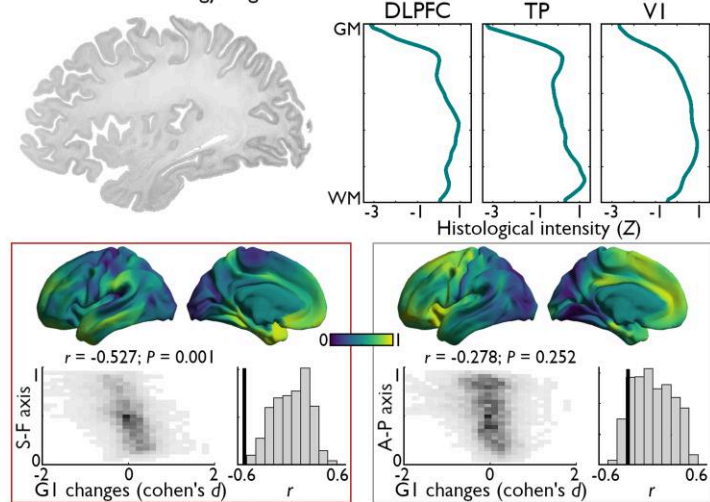 DLPFC TP V1
GM
WM
-3 -1 1 -3 -1 1 -3 -1 1
Histological intensity (Z)
0 1
r = -0.527; P = 0.001
r = -0.278; P = 0.252
1
S-F axis
0
-2 0 2
G1 changes (cohen's d)
-0.6 0.6
r
1
A-P axis
0
-2 0 2
G1 changes (cohen's d)
-0.6 0.6
r